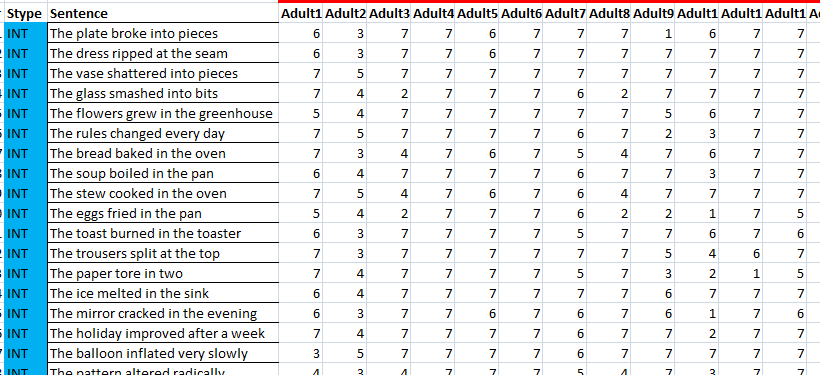 Stype Sentence Adult1 Adult2 Adult3 Adult4 Adult5 Adult6 Adult7 Adult8 Adult9 Adult1 Adult1 Adult1
INT The plate broke into pieces 6 3 7 7 6 7 7 7 1 6 7 7
INT The dress ripped at the seam 6 3 7 7 6 7 7 7 7 7 7 7
INT The vase shattered into pieces 7 5 7 7 7 7 7 7 7 7 7 7
INT The glass smashed into bits 7 4 2 7 7 7 6 2 7 7 7 7
INT The flowers grew in the greenhouse 5 4 7 7 7 7 7 7 5 6 7 7
INT The rules changed every day 7 5 7 7 7 7 6 7 2 3 7 7
INT The bread baked in the oven 7 3 4 7 6 7 5 4 7 6 7 7
INT The soup boiled in the pan 6 4 7 7 7 7 6 7 7 3 7 7
INT The stew cooked in the oven 7 5 4 7 6 7 6 4 7 7 7 7
INT The eggs fried in the pan 5 4 2 7 7 7 6 2 2 1 7 5
INT The toast burned in the toaster 6 3 7 7 7 7 5 7 7 6 7 6
INT The trousers split at the top 7 3 7 7 7 7 7 7 5 4 6 7
INT The paper tore in two 7 4 7 7 7 7 5 7 3 2 1 5
INT The ice melted in the sink 6 4 7 7 7 7 7 7 6 7 7 7
INT The mirror cracked in the evening 6 3 7 7 6 7 6 7 6 1 7 6
INT The holiday improved after a week 7 4 7 7 7 7 6 7 7 2 7 7
INT The balloon inflated very slowly 3 5 7 7 7 7 6 7 7 7 7 7
INT The pattern altered radically 4 3 4 7 7 7 5 4 7 3 7 7